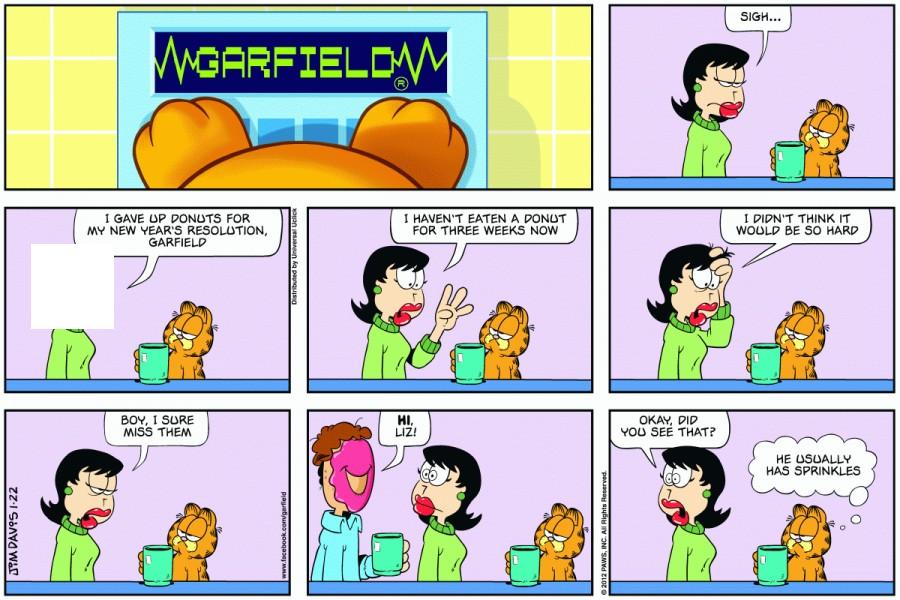 GARFIELD®
SIGH...
I GAVE UP DONUTS FOR
MY NEW YEAR'S RESOLUTION,
GARFIELD
Distributed by Universal Uclick
I HAVEN'T EATEN A DONUT
FOR THREE WEEKS NOW
I DIDN'T THINK IT
WOULD BE SO HARD
BOY, I SURE
MISS THEM
JIM DAVIS 1·22
www.facebook.com/garfield
HI,
LIZ!
© 2012 PAWS, INC. All Rights Reserved.
OKAY, DID
YOU SEE THAT?
HE USUALLY
HAS SPRINKLES